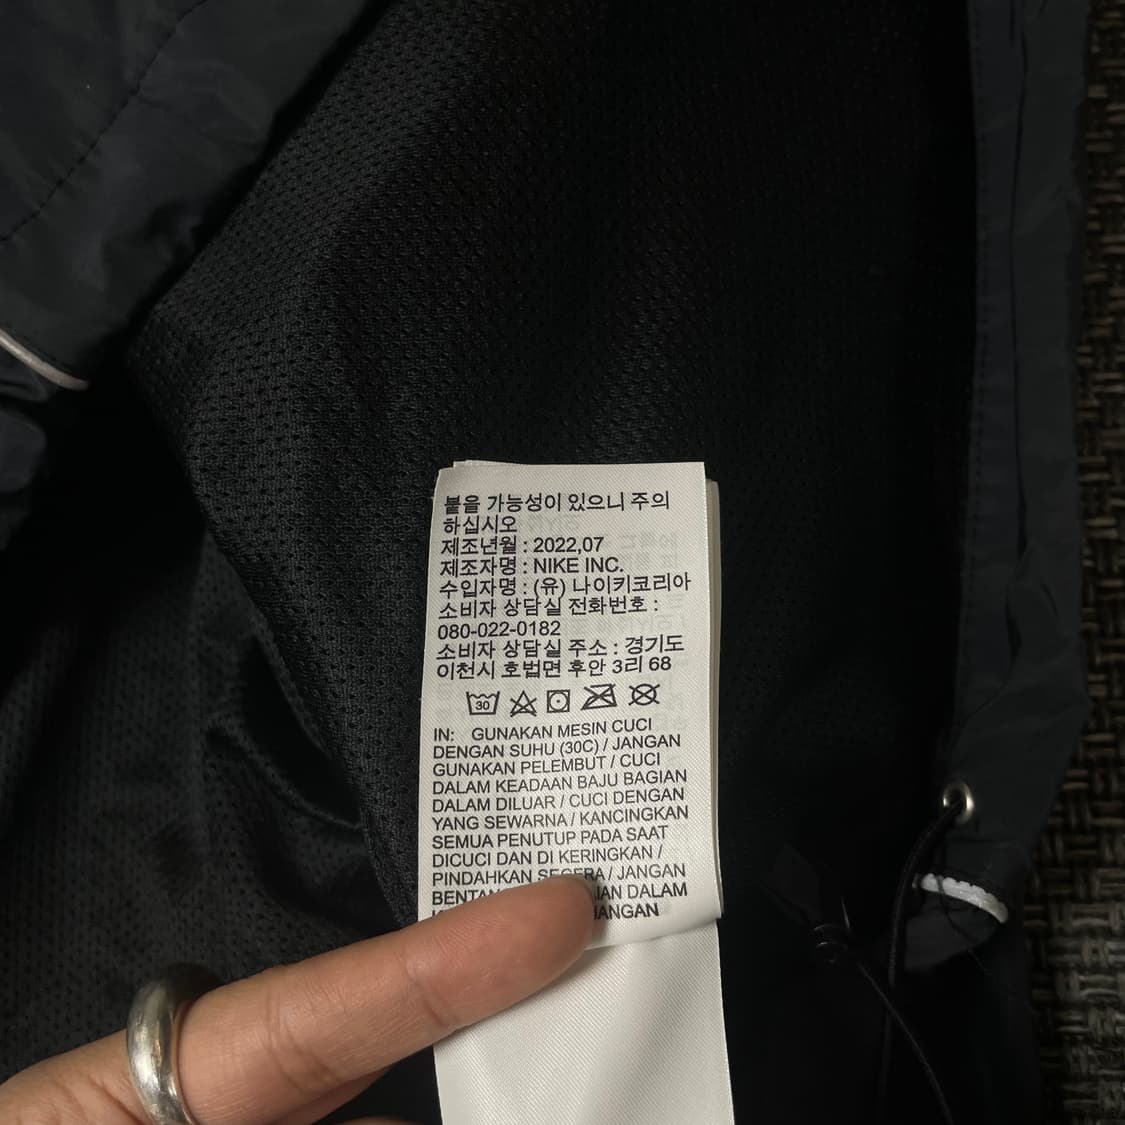 붙을 가능성이 있으니 주의
하십시오
제조년월 : 2022,07
제조자명 : NIKE INC.
수입자명 : (유) 나이키코리아
소비자 상담실 전화번호 :
080-022-0182
소비자 상담실 주소 : 경기도
이천시 호법면 후안 3리 68
30
IN: GUNAKAN MESIN CUCI
DENGAN SUHU (30C) / JANGAN
GUNAKAN PELEMBUT / CUCI
DALAM KEADAAN BAJU BAGIAN
DALAM DILUAR / CUCI DENGAN
YANG SEWARNA / KANCINGKAN
SEMUA PENUTUP PADA SAAT
DICUCI DAN DI KERINGKAN /
PINDAHKAN SEGERA / JANGAN
DALAM